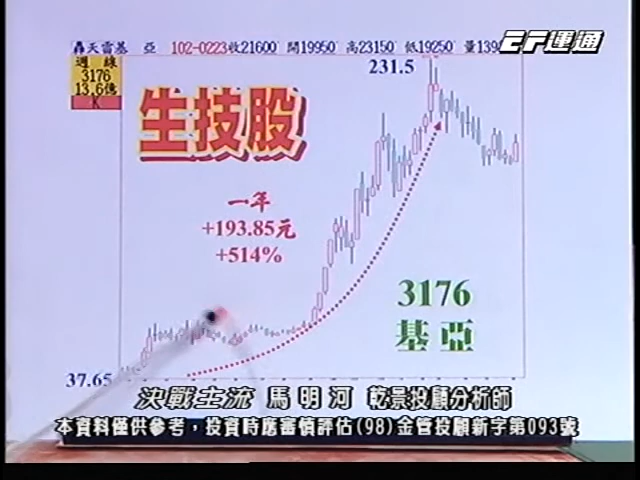 轟天雷基 亞 102-0223收21600 開19950 高23150 低19250 量139
EF運通
週線
3176
13.6億
K
231.5
生技股
一年
+193.85元
+514%
3176
基亞
37.65
決戰主流 馬明河 乾景投顧分析師
本資料僅供參考，投資時應審慎評估(98)金管投顧新字第093號